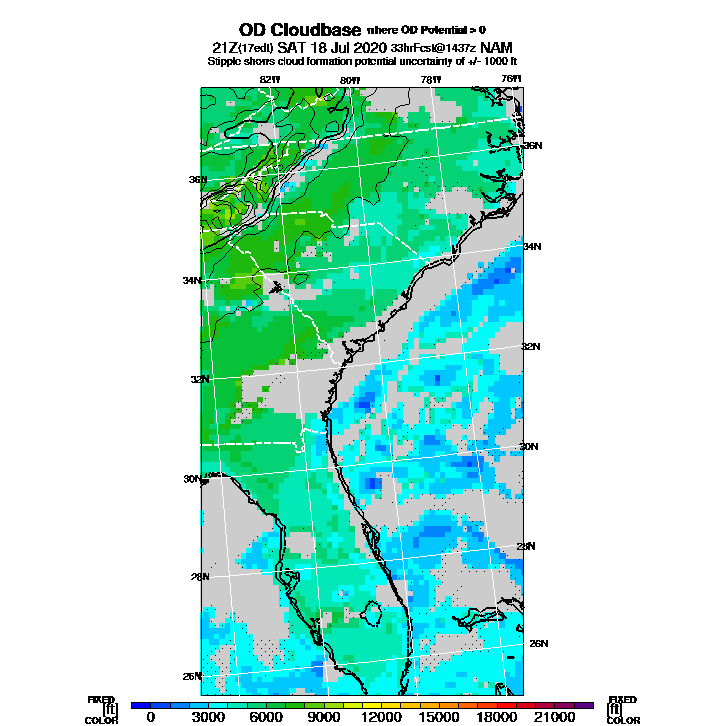 OD Cloudbase where OD Potential > 0
21Z(17edt) SAT 18 Jul 2020 33hrFcst@1437z NAM
Stipple shows cloud formation potential uncertainty of +/- 1000 ft
82W 80W 78W 76W
36N
36N
34N
34N
32N
32N
30N
30N
28N
28N
26N
26N
FIXED FIXED
[ft] [ft]
COLOR COLOR
0 3000 6000 9000 12000 15000 18000 21000